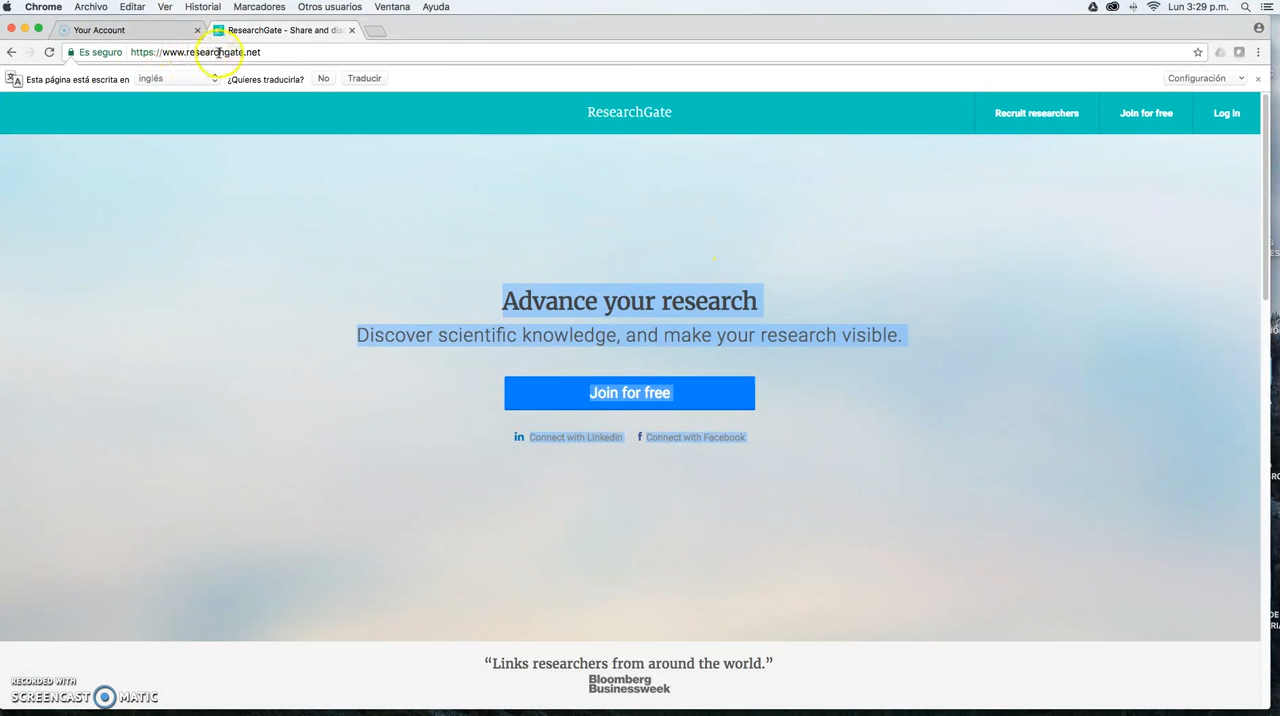 Chrome Archivo Editar Ver Historial Marcadores Otros usuarios Ventana Ayuda Lun 3:29 p.m.
Your Account ResearchGate - Share and disc
Es seguro https://www.researchgate.net
Esta página está escrita en inglés ¿Quieres traducirla? No Traducir Configuración
ResearchGate Recruit researchers Join for free Log in
Advance your research
Discover scientific knowledge, and make your research visible.
Join for free
in Connect with Linkedin f Connect with Facebook
“Links researchers from around the world.”
Bloomberg
Businessweek
RECORDED WITH
SCREENCAST MATIC